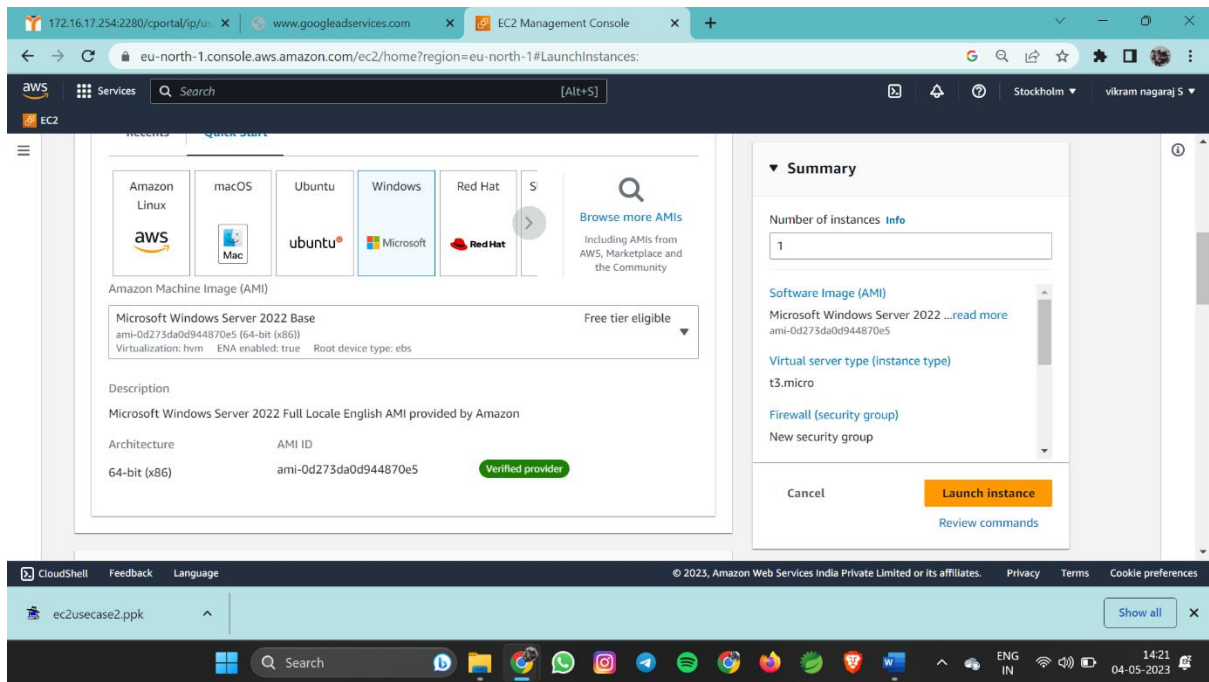 172.16.17.254:2280/cportal/ip/us
www.googleadservices.com
EC2 Management Console
eu-north-1.console.aws.amazon.com/ec2/home?region=eu-north-1#LaunchInstances:
aws
Services
Search
[Alt+S]
Stockholm
vikram nagaraj S
EC2
Recents
Quick Start
Amazon
Linux
aws
macOS
Mac
Ubuntu
ubuntu
Windows
Microsoft
Red Hat
Red Hat
Browse more AMIs
Including AMIs from
AWS, Marketplace and
the Community
Amazon Machine Image (AMI)
Microsoft Windows Server 2022 Base
Free tier eligible
ami-0d273da0d944870e5 (64-bit (x86))
Virtualization: hvm ENA enabled: true Root device type: ebs
Description
Microsoft Windows Server 2022 Full Locale English AMI provided by Amazon
Architecture
AMI ID
64-bit (x86)
ami-0d273da0d944870e5
Verified provider
Summary
Number of instances Info
1
Software Image (AMI)
Microsoft Windows Server 2022 ...read more
ami-0d273da0d944870e5
Virtual server type (instance type)
t3.micro
Firewall (security group)
New security group
Cancel
Launch instance
Review commands
CloudShell
Feedback
Language
© 2023, Amazon Web Services India Private Limited or its affiliates.
Privacy
Terms
Cookie preferences
ec2usecase2.ppk
Show all
Search
ENG
IN
14:21
04-05-2023